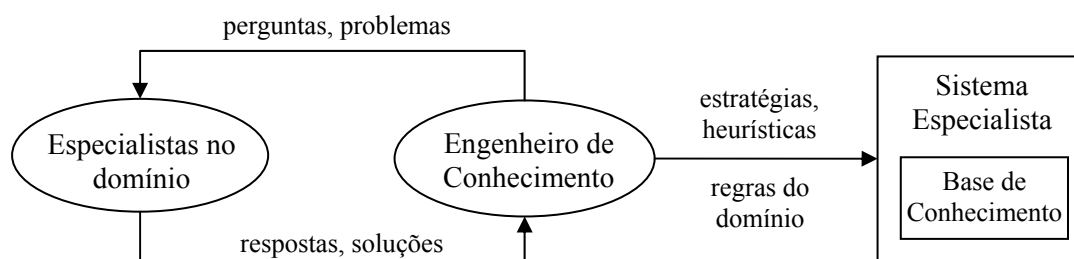 perguntas, problemas
Especialistas no
domínio
Engenheiro de
Conhecimento
respostas, soluções
estratégias,
heurísticas
regras do
domínio
Sistema
Especialista
Base de
Conhecimento